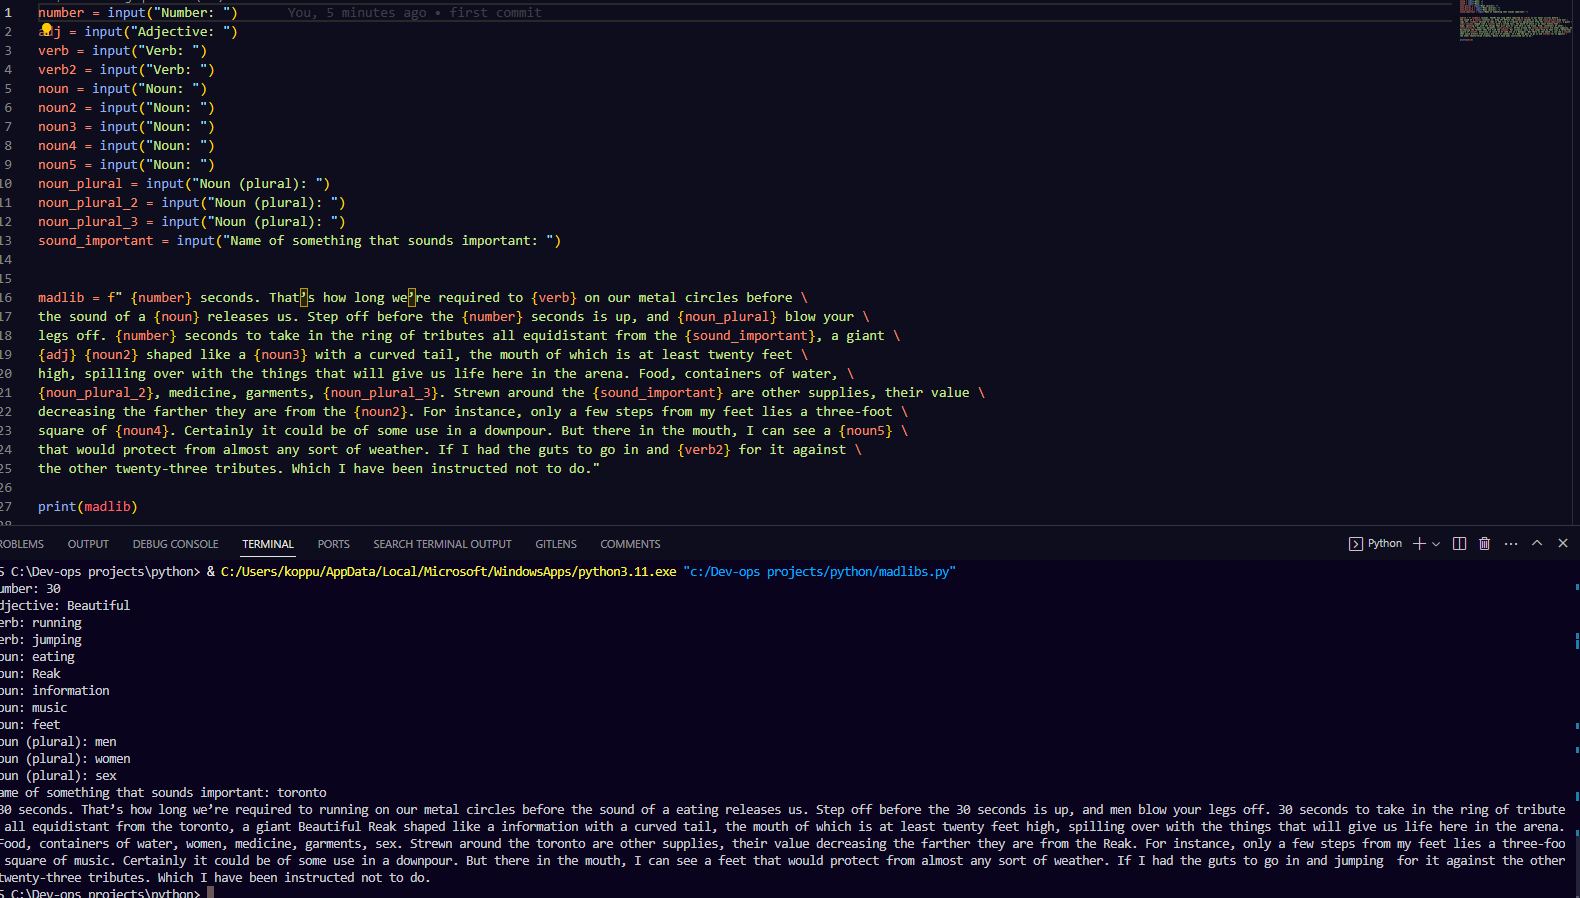 1 number = input("Number: ") You, 5 minutes ago • first commit
2 adj = input("Adjective: ")
3 verb = input("Verb: ")
4 verb2 = input("Verb: ")
5 noun = input("Noun: ")
6 noun2 = input("Noun: ")
7 noun3 = input("Noun: ")
8 noun4 = input("Noun: ")
9 noun5 = input("Noun: ")
10 noun_plural = input("Noun (plural): ")
11 noun_plural_2 = input("Noun (plural): ")
12 noun_plural_3 = input("Noun (plural): ")
13 sound_important = input("Name of something that sounds important: ")
14
15
16 madlib = f" {number} seconds. That’s how long we’re required to {verb} on our metal circles before \
17 the sound of a {noun} releases us. Step off before the {number} seconds is up, and {noun_plural} blow your \
18 legs off. {number} seconds to take in the ring of tributes all equidistant from the {sound_important}, a giant \
19 {adj} {noun2} shaped like a {noun3} with a curved tail, the mouth of which is at least twenty feet \
20 high, spilling over with the things that will give us life here in the arena. Food, containers of water, \
21 {noun_plural_2}, medicine, garments, {noun_plural_3}. Strewn around the {sound_important} are other supplies, their value \
22 decreasing the farther they are from the {noun2}. For instance, only a few steps from my feet lies a three-foot \
23 square of {noun4}. Certainly it could be of some use in a downpour. But there in the mouth, I can see a {noun5} \
24 that would protect from almost any sort of weather. If I had the guts to go in and {verb2} for it against \
25 the other twenty-three tributes. Which I have been instructed not to do."
26
27 print(madlib)
28
ROBLEMS OUTPUT DEBUG CONSOLE TERMINAL PORTS SEARCH TERMINAL OUTPUT GITLENS COMMENTS Python
S C:\Dev-ops projects\python> & C:/Users/koppu/AppData/Local/Microsoft/WindowsApps/python3.11.exe "c:/Dev-ops projects/python/madlibs.py"
umber: 30
djective: Beautiful
erb: running
erb: jumping
oun: eating
oun: Reak
oun: information
oun: music
oun: feet
oun (plural): men
oun (plural): women
oun (plural): sex
ame of something that sounds important: toronto
30 seconds. That’s how long we’re required to running on our metal circles before the sound of a eating releases us. Step off before the 30 seconds is up, and men blow your legs off. 30 seconds to take in the ring of tribute
all equidistant from the toronto, a giant Beautiful Reak shaped like a information with a curved tail, the mouth of which is at least twenty feet high, spilling over with the things that will give us life here in the arena.
Food, containers of water, women, medicine, garments, sex. Strewn around the toronto are other supplies, their value decreasing the farther they are from the Reak. For instance, only a few steps from my feet lies a three-foo
square of music. Certainly it could be of some use in a downpour. But there in the mouth, I can see a feet that would protect from almost any sort of weather. If I had the guts to go in and jumping  for it against the other
twenty-three tributes. Which I have been instructed not to do.
S C:\Dev-ops projects\python>